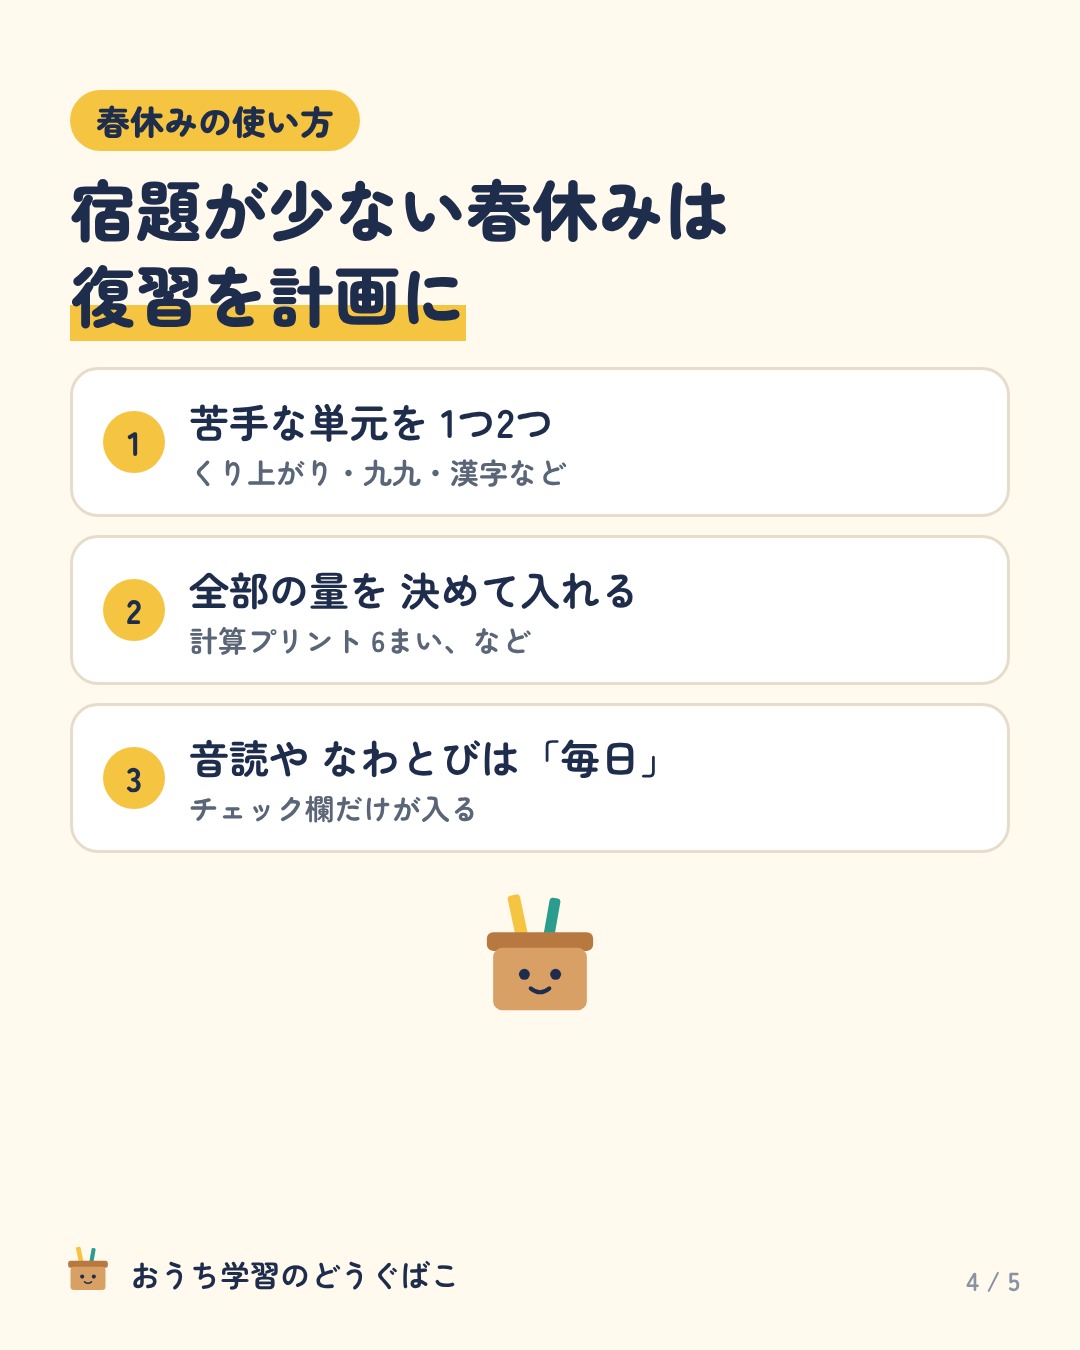 春休みの使い方
宿題が少ない春休みは
復習を計画に
1
苦手な単元を 1つ2つ
くり上がり・九九・漢字など
2
全部の量を 決めて入れる
計算プリント 6まい、など
3
音読や なわとびは「毎日」
チェック欄だけが入る
おうち学習のどうぐばこ
4 / 5